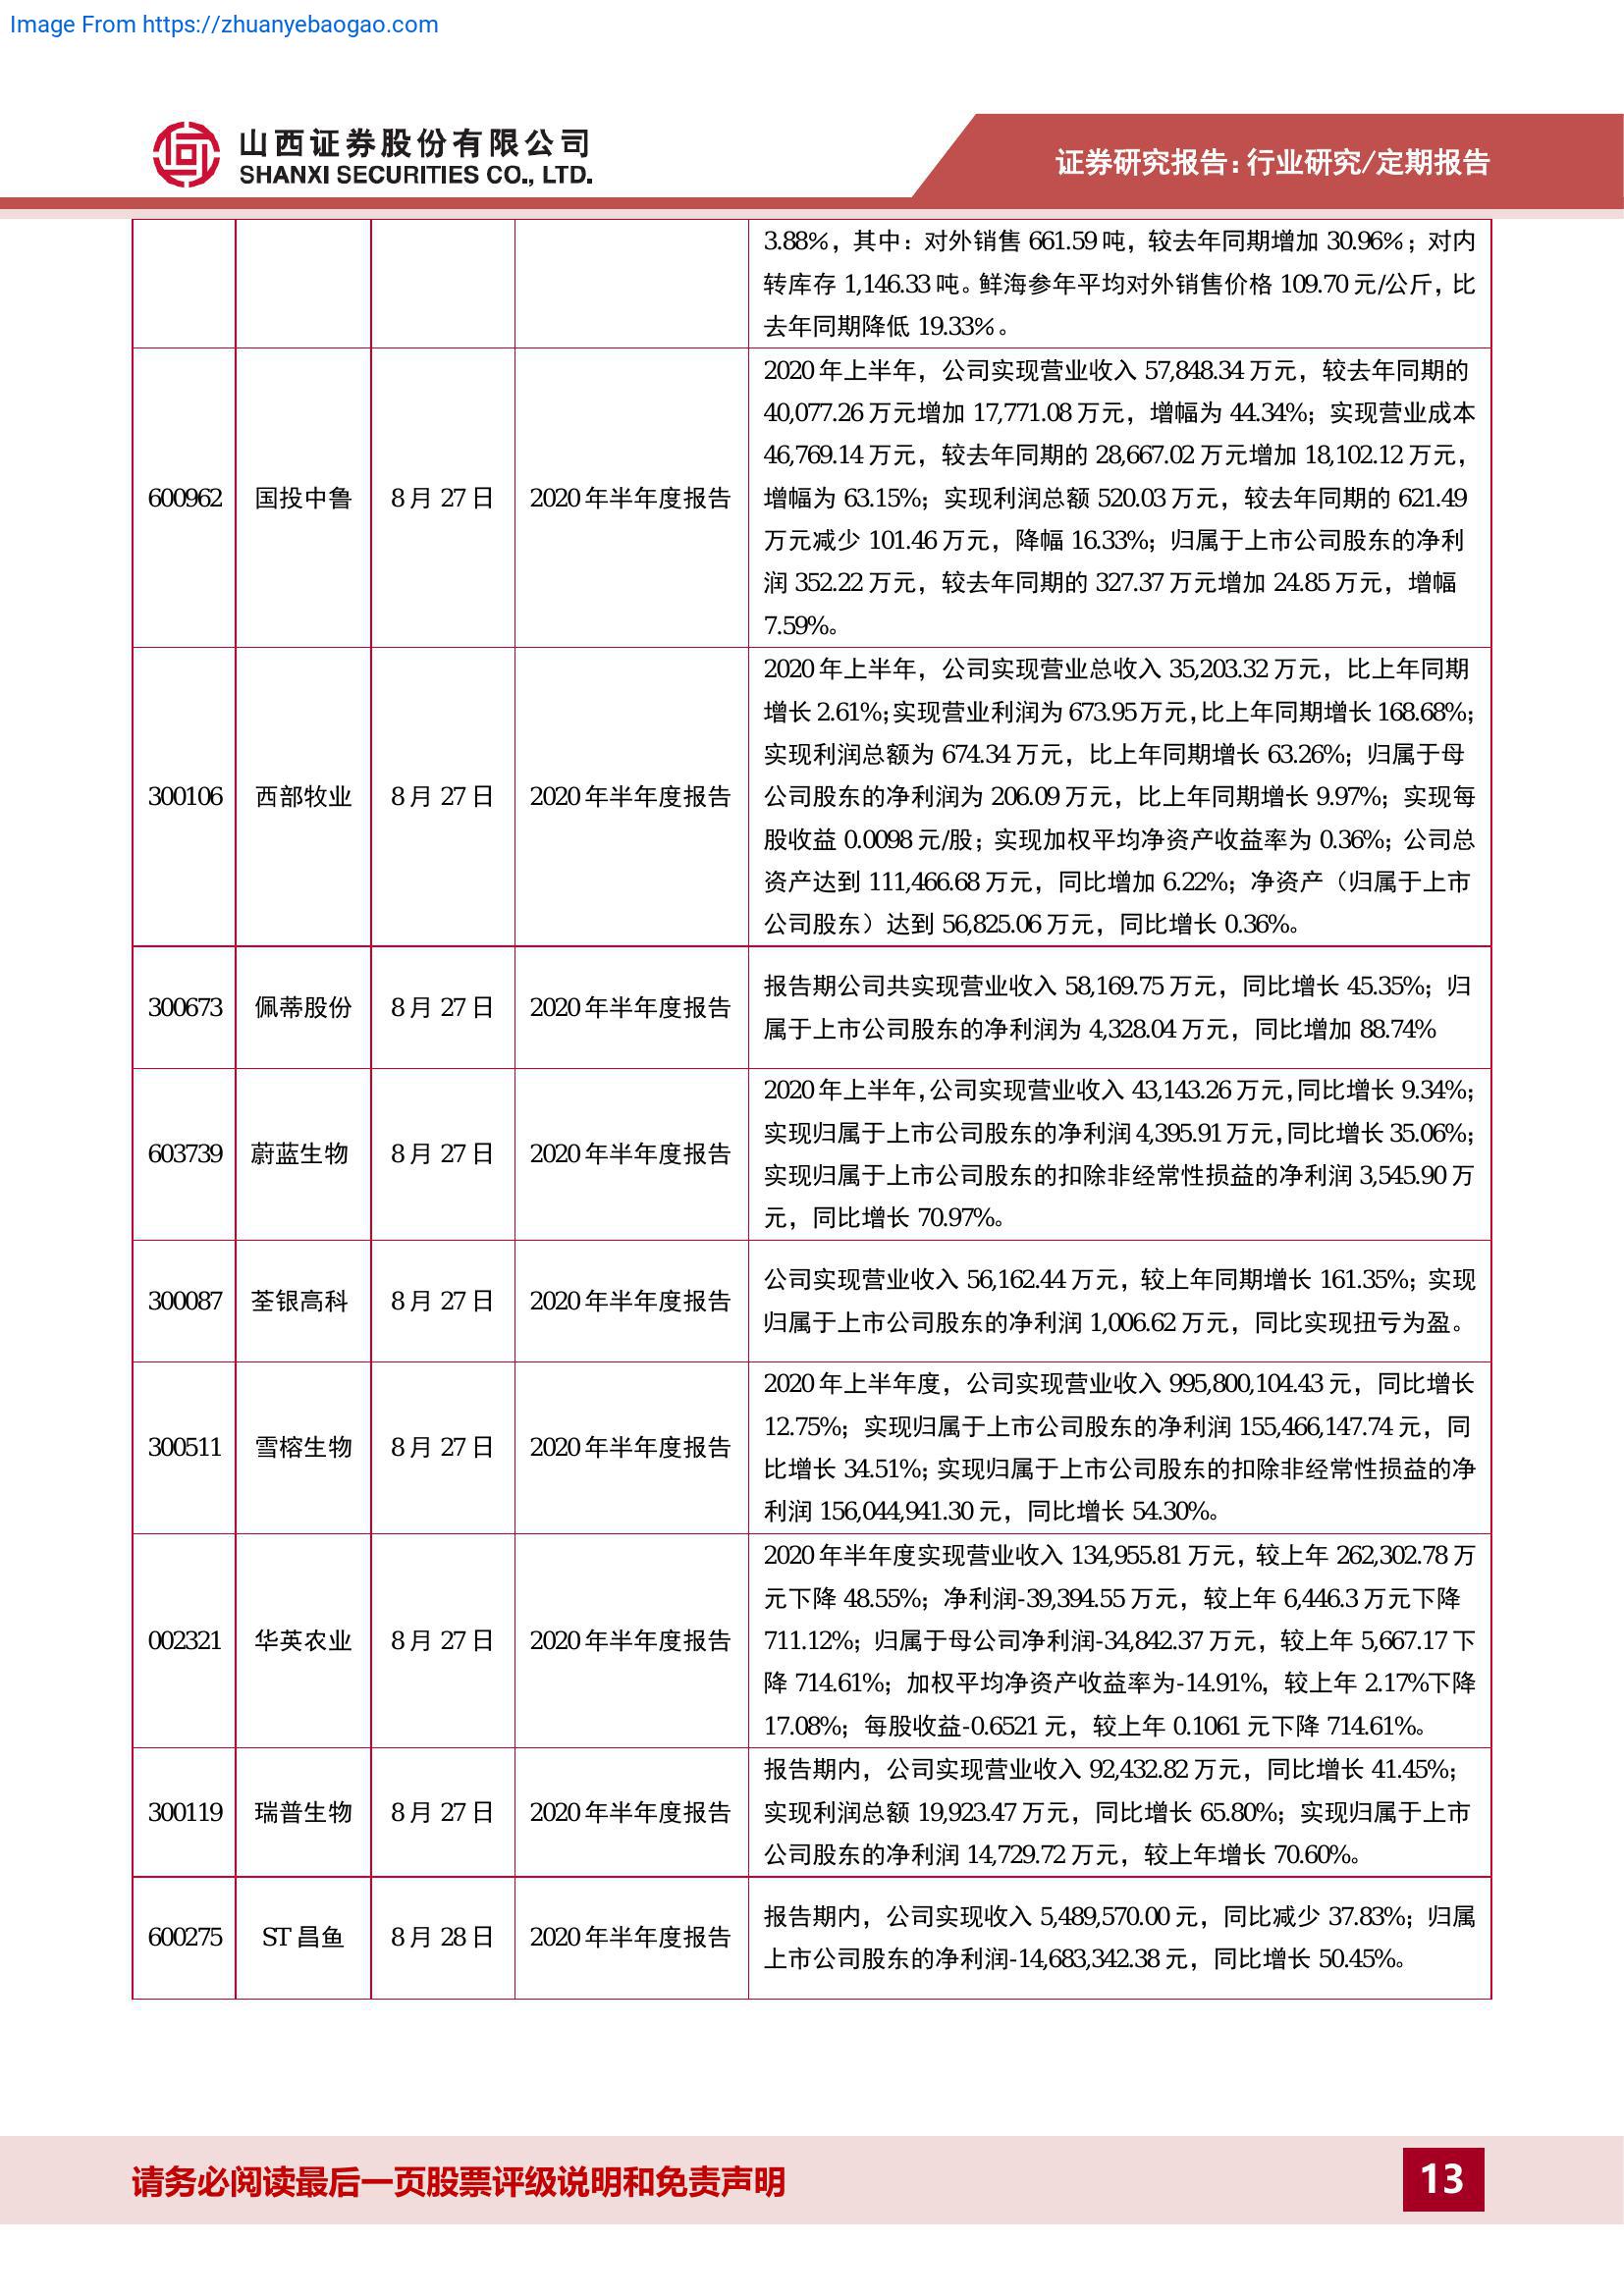 Image From https://zhuanyebaogao.com
山西证券股份有限公司
SHANXI SECURITIES CO., LTD.
证券研究报告：行业研究/定期报告
3.88%，其中：对外销售 661.59 吨，较去年同期增加 30.96%；对内
转库存 1,146.33 吨。鲜海参年平均对外销售价格 109.70 元/公斤，比
去年同期降低 19.33%。
600962 国投中鲁 8 月 27 日 2020 年半年度报告
2020 年上半年，公司实现营业收入 57,848.34 万元，较去年同期的
40,077.26 万元增加 17,771.08 万元，增幅为 44.34%；实现营业成本
46,769.14 万元，较去年同期的 28,667.02 万元增加 18,102.12 万元，
增幅为 63.15%；实现利润总额 520.03 万元，较去年同期的 621.49
万元减少 101.46 万元，降幅 16.33%；归属于上市公司股东的净利
润 352.22 万元，较去年同期的 327.37 万元增加 24.85 万元，增幅
7.59%。
300106 西部牧业 8 月 27 日 2020 年半年度报告
2020 年上半年，公司实现营业总收入 35,203.32 万元，比上年同期
增长 2.61%；实现营业利润为 673.95 万元，比上年同期增长 168.68%；
实现利润总额为 674.34 万元，比上年同期增长 63.26%；归属于母
公司股东的净利润为 206.09 万元，比上年同期增长 9.97%；实现每
股收益 0.0098 元/股；实现加权平均净资产收益率为 0.36%；公司总
资产达到 111,466.68 万元，同比增加 6.22%；净资产（归属于上市
公司股东）达到 56,825.06 万元，同比增长 0.36%。
300673 佩蒂股份 8 月 27 日 2020 年半年度报告
报告期公司共实现营业收入 58,169.75 万元，同比增长 45.35%；归
属于上市公司股东的净利润为 4,328.04 万元，同比增加 88.74%
603739 蔚蓝生物 8 月 27 日 2020 年半年度报告
2020 年上半年，公司实现营业收入 43,143.26 万元，同比增长 9.34%；
实现归属于上市公司股东的净利润 4,395.91 万元，同比增长 35.06%；
实现归属于上市公司股东的扣除非经常性损益的净利润 3,545.90 万
元，同比增长 70.97%。
300087 荃银高科 8 月 27 日 2020 年半年度报告
公司实现营业收入 56,162.44 万元，较上年同期增长 161.35%；实现
归属于上市公司股东的净利润 1,006.62 万元，同比实现扭亏为盈。
300511 雪榕生物 8 月 27 日 2020 年半年度报告
2020 年上半年度，公司实现营业收入 995,800,104.43 元，同比增长
12.75%；实现归属于上市公司股东的净利润 155,466,147.74 元，同
比增长 34.51%；实现归属于上市公司股东的扣除非经常性损益的净
利润 156,044,941.30 元，同比增长 54.30%。
002321 华英农业 8 月 27 日 2020 年半年度报告
2020 年半年度实现营业收入 134,955.81 万元，较上年 262,302.78 万
元下降 48.55%；净利润-39,394.55 万元，较上年 6,446.3 万元下降
711.12%；归属于母公司净利润-34,842.37 万元，较上年 5,667.17 下
降 714.61%；加权平均净资产收益率为-14.91%，较上年 2.17%下降
17.08%；每股收益-0.6521 元，较上年 0.1061 元下降 714.61%。
300119 瑞普生物 8 月 27 日 2020 年半年度报告
报告期内，公司实现营业收入 92,432.82 万元，同比增长 41.45%；
实现利润总额 19,923.47 万元，同比增长 65.80%；实现归属于上市
公司股东的净利润 14,729.72 万元，较上年增长 70.60%。
600275 ST 昌鱼 8 月 28 日 2020 年半年度报告
报告期内，公司实现收入 5,489,570.00 元，同比减少 37.83%；归属
上市公司股东的净利润-14,683,342.38 元，同比增长 50.45%。
请务必阅读最后一页股票评级说明和免责声明
13